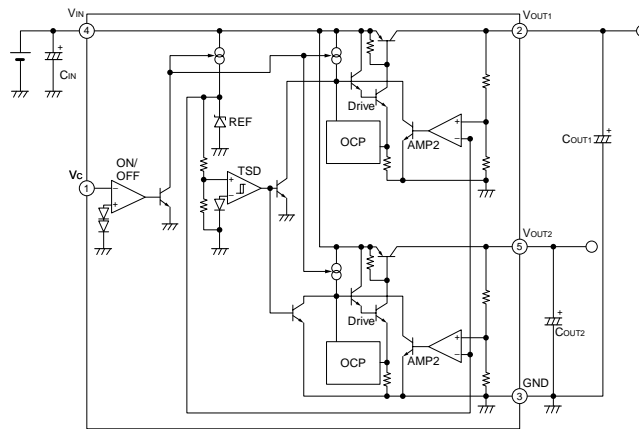 VIN
VOUT1
4
2
CIN
REF
Drive
OCP
AMP2
COUT1
+
−
VC
ON/
OFF
1
−
+
TSD
+
−
VOUT2
5
Drive
OCP
AMP2
COUT2
+
−
GND
3
+
+
+